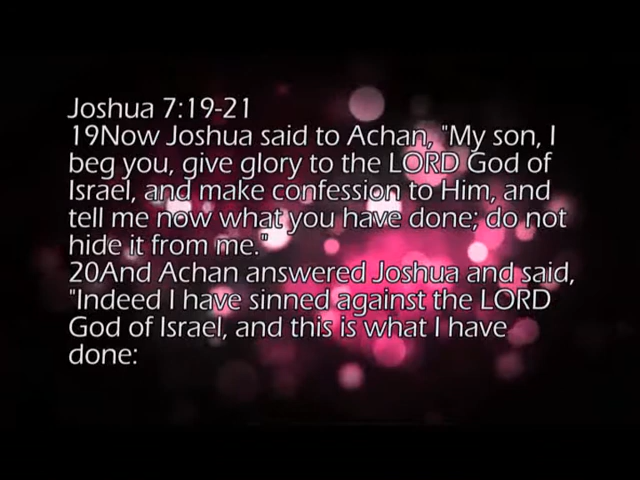 Joshua 7:19-21
19Now Joshua said to Achan, "My son, I
beg you, give glory to the LORD God of
Israel, and make confession to Him, and
tell me now what you have done; do not
hide it from me."
20And Achan answered Joshua and said,
"Indeed I have sinned against the LORD
God of Israel, and this is what I have
done: